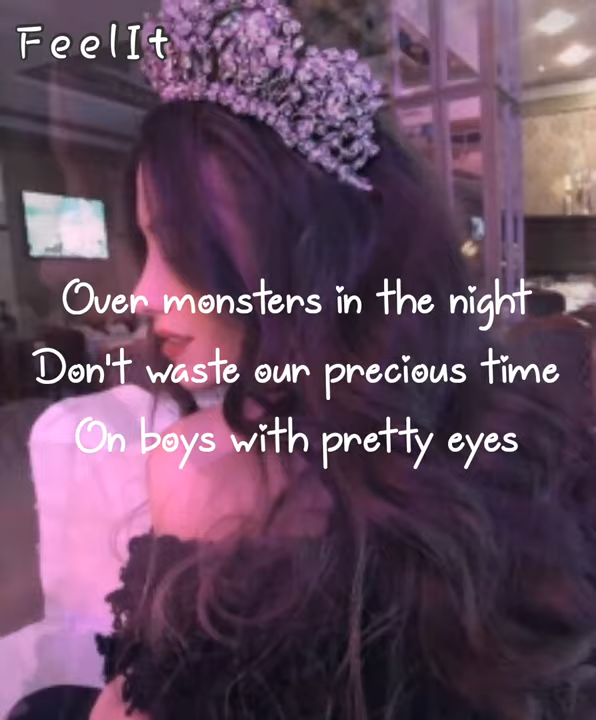 FeelIt
Over monsters in the night
Don't waste our precious time
On boys with pretty eyes